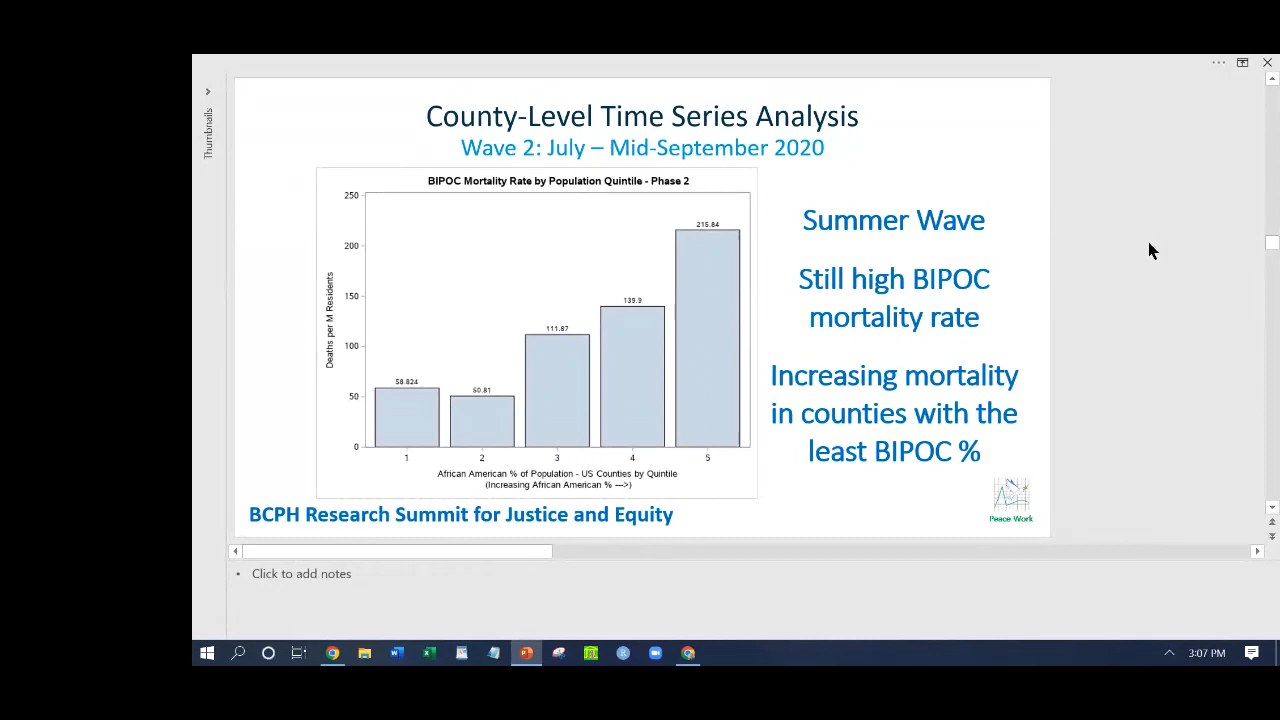 Thumbnails
County-Level Time Series Analysis
Wave 2: July – Mid-September 2020
BIPOC Mortality Rate by Population Quintile - Phase 2
250
200
150
100
50
0
Deaths per M Residents
58.824
50.81
111.87
139.9
215.84
1 2 3 4 5
African American % of Population - US Counties by Quintile
(Increasing African American % --->)
Summer Wave
Still high BIPOC
mortality rate
Increasing mortality
in counties with the
least BIPOC %
Peace Work
BCPH Research Summit for Justice and Equity
• Click to add notes
3:07 PM